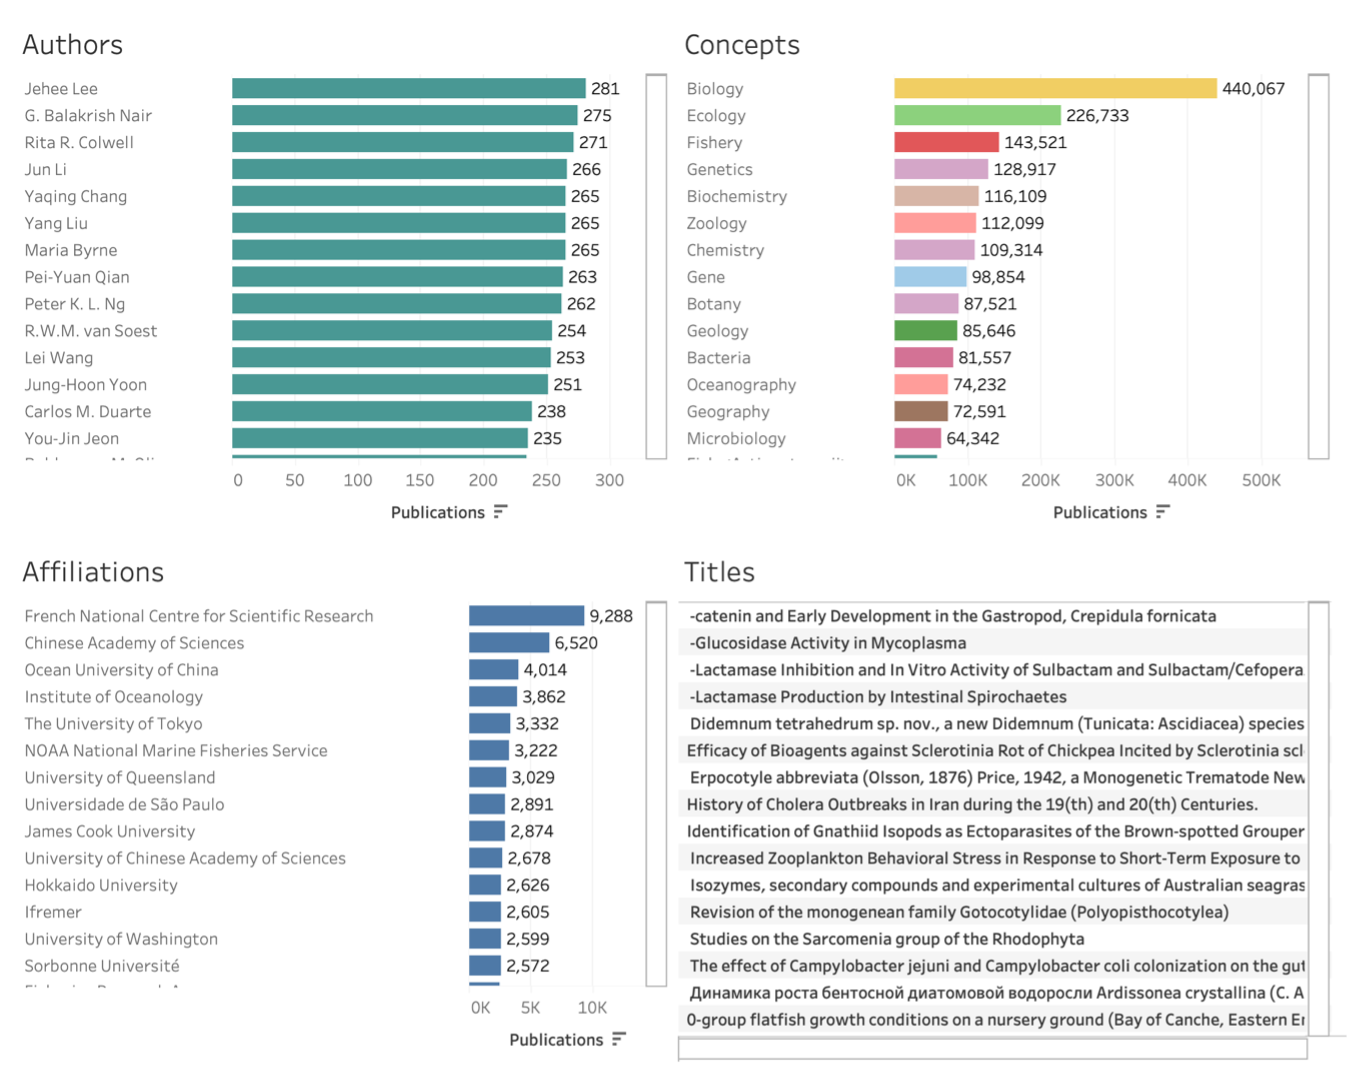 Authors
Jehee Lee 281
G. Balakrish Nair 275
Rita R. Colwell 271
Jun Li 266
Yaqing Chang 265
Yang Liu 265
Maria Byrne 265
Pei-Yuan Qian 263
Peter K. L. Ng 262
R.W.M. van Soest 254
Lei Wang 253
Jung-Hoon Yoon 251
Carlos M. Duarte 238
You-Jin Jeon 235
0 50 100 150 200 250 300
Publications
Concepts
Biology 440,067
Ecology 226,733
Fishery 143,521
Genetics 128,917
Biochemistry 116,109
Zoology 112,099
Chemistry 109,314
Gene 98,854
Botany 87,521
Geology 85,646
Bacteria 81,557
Oceanography 74,232
Geography 72,591
Microbiology 64,342
0K 100K 200K 300K 400K 500K
Publications
Affiliations
French National Centre for Scientific Research 9,288
Chinese Academy of Sciences 6,520
Ocean University of China 4,014
Institute of Oceanology 3,862
The University of Tokyo 3,332
NOAA National Marine Fisheries Service 3,222
University of Queensland 3,029
Universidade de São Paulo 2,891
James Cook University 2,874
University of Chinese Academy of Sciences 2,678
Hokkaido University 2,626
Ifremer 2,605
University of Washington 2,599
Sorbonne Université 2,572
0K 5K 10K
Publications
Titles
-catenin and Early Development in the Gastropod, Crepidula fornicata
-Glucosidase Activity in Mycoplasma
-Lactamase Inhibition and In Vitro Activity of Sulbactam and Sulbactam/Cefopera
-Lactamase Production by Intestinal Spirochaetes
Didemnum tetrahedrum sp. nov., a new Didemnum (Tunicata: Ascidiacea) species
Efficacy of Bioagents against Sclerotinia Rot of Chickpea Incited by Sclerotinia scl
Erpocotyle abbreviata (Olsson, 1876) Price, 1942, a Monogenetic Trematode New
History of Cholera Outbreaks in Iran during the 19(th) and 20(th) Centuries.
Identification of Gnathiid Isopods as Ectoparasites of the Brown-spotted Grouper
Increased Zooplankton Behavioral Stress in Response to Short-Term Exposure to
Isozymes, secondary compounds and experimental cultures of Australian seagras
Revision of the monogenean family Gotocotylidae (Polyopisthocotylea)
Studies on the Sarcomenia group of the Rhodophyta
The effect of Campylobacter jejuni and Campylobacter coli colonization on the gut
Динамика роста бентосной диатомовой водоросли Ardissonea crystallina (C. A
0-group flatfish growth conditions on a nursery ground (Bay of Canche, Eastern